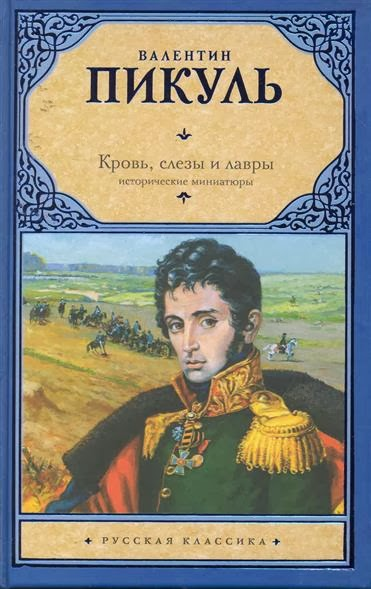 ВАЛЕНТИН
ПИКУЛЬ
Кровь, слезы и лавры
исторические миниатюры
РУССКАЯ КЛАССИКА